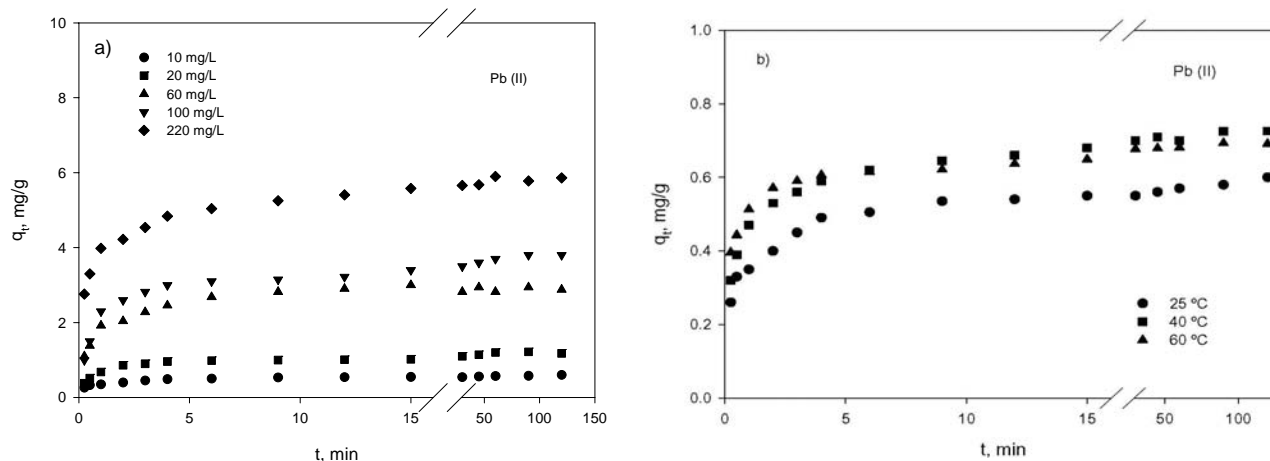 a)
Pb (II)
10 mg/L
20 mg/L
60 mg/L
100 mg/L
220 mg/L
10
8
6
4
2
0
qt, mg/g
0 5 10 15 50 100 150
t, min
b)
Pb (II)
25 ºC
40 ºC
60 ºC
1.0
0.8
0.6
0.4
0.2
0.0
qt, mg/g
0 5 10 15 50 100
t, min